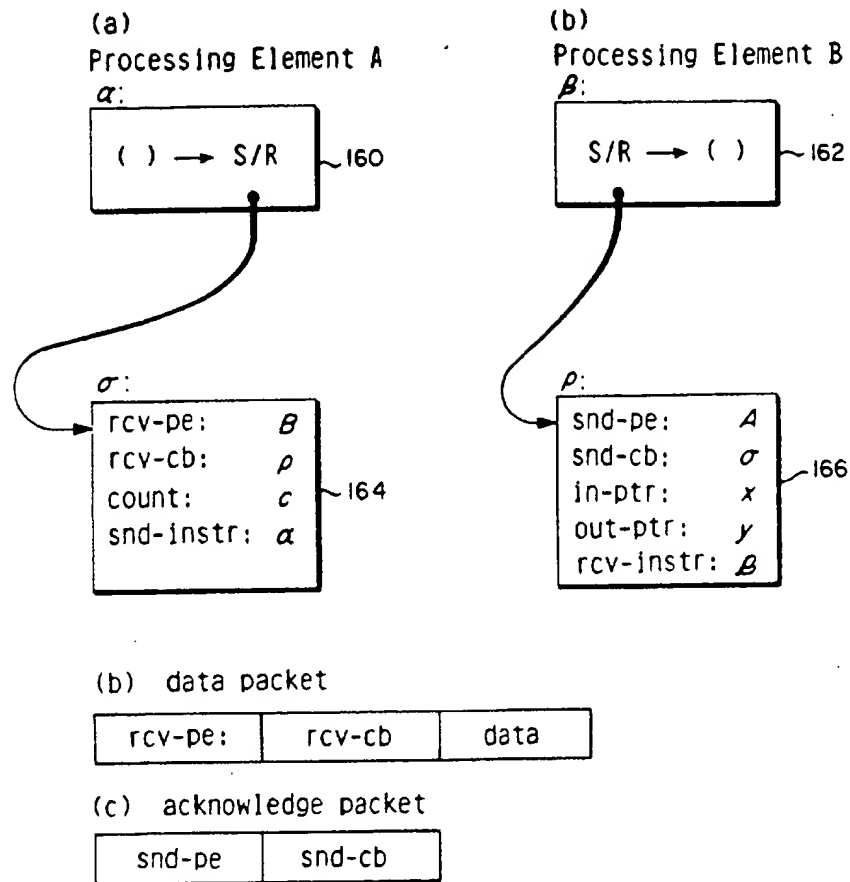 (a)
Processing Element A
α:
( ) → S/R
160
σ:
rcv-pe: B
rcv-cb: ρ
count: c
snd-instr: α
164
(b)
Processing Element B
β:
S/R → ( )
162
ρ:
snd-pe: A
snd-cb: σ
in-ptr: x
out-ptr: y
rcv-instr: β
166
(b) data packet
rcv-pe: rcv-cb data
(c) acknowledge packet
snd-pe snd-cb